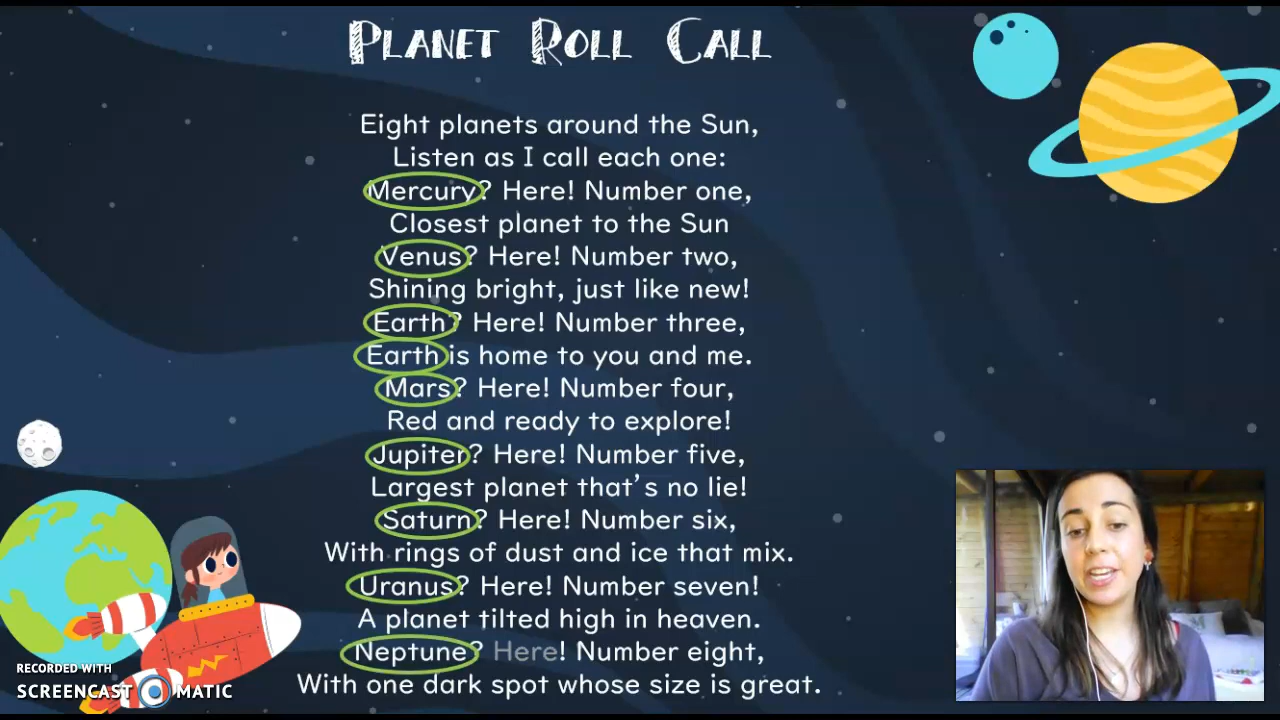 PLANET ROLL CALL
Eight planets around the Sun,
Listen as I call each one:
Mercury? Here! Number one,
Closest planet to the Sun
Venus? Here! Number two,
Shining bright, just like new!
Earth? Here! Number three,
Earth is home to you and me.
Mars? Here! Number four,
Red and ready to explore!
Jupiter? Here! Number five,
Largest planet that's no lie!
Saturn? Here! Number six,
With rings of dust and ice that mix.
Uranus? Here! Number seven!
A planet tilted high in heaven.
Neptune? Here! Number eight,
With one dark spot whose size is great.
RECORDED WITH
SCREENCAST MATIC